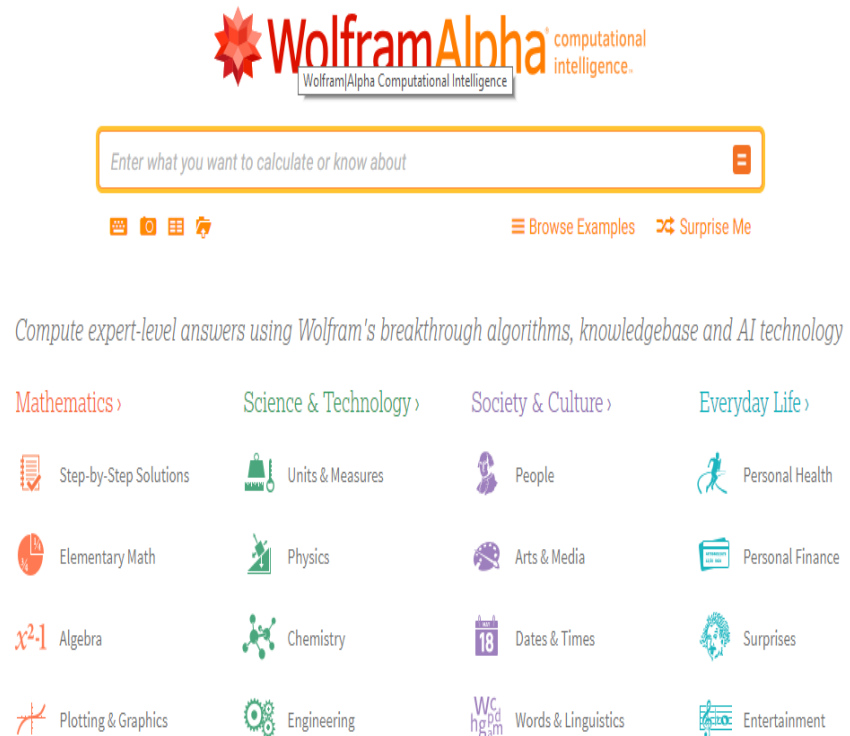 WolframAlpha® computational intelligence™
Wolfram|Alpha Computational Intelligence
Enter what you want to calculate or know about
Browse Examples Surprise Me
Compute expert-level answers using Wolfram's breakthrough algorithms, knowledgebase and AI technology
Mathematics › Science & Technology › Society & Culture › Everyday Life ›
Step-by-Step Solutions Units & Measures People Personal Health
Elementary Math Physics Arts & Media Personal Finance
x²-1 Algebra Chemistry 18 Dates & Times Surprises
Plotting & Graphics Engineering Words & Linguistics Entertainment